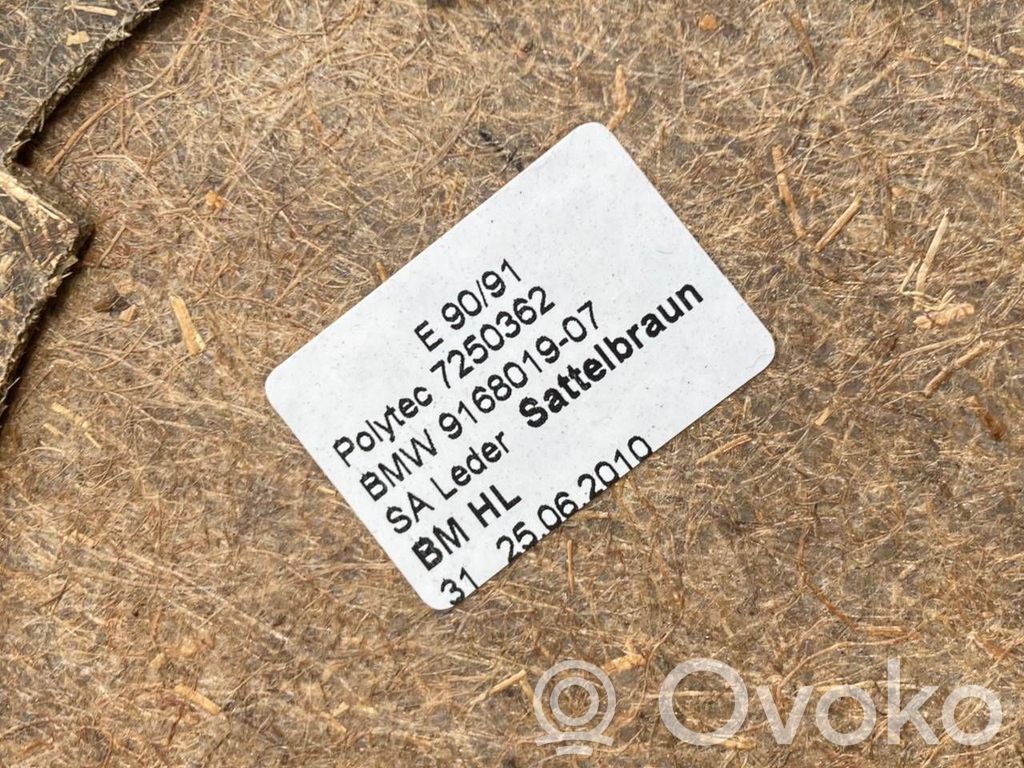 E 90/91
Polytec 7250362
BMW 9168019-07
SA Leder Sattelbraun
BM HL
31 25.06.2010
Ovoko